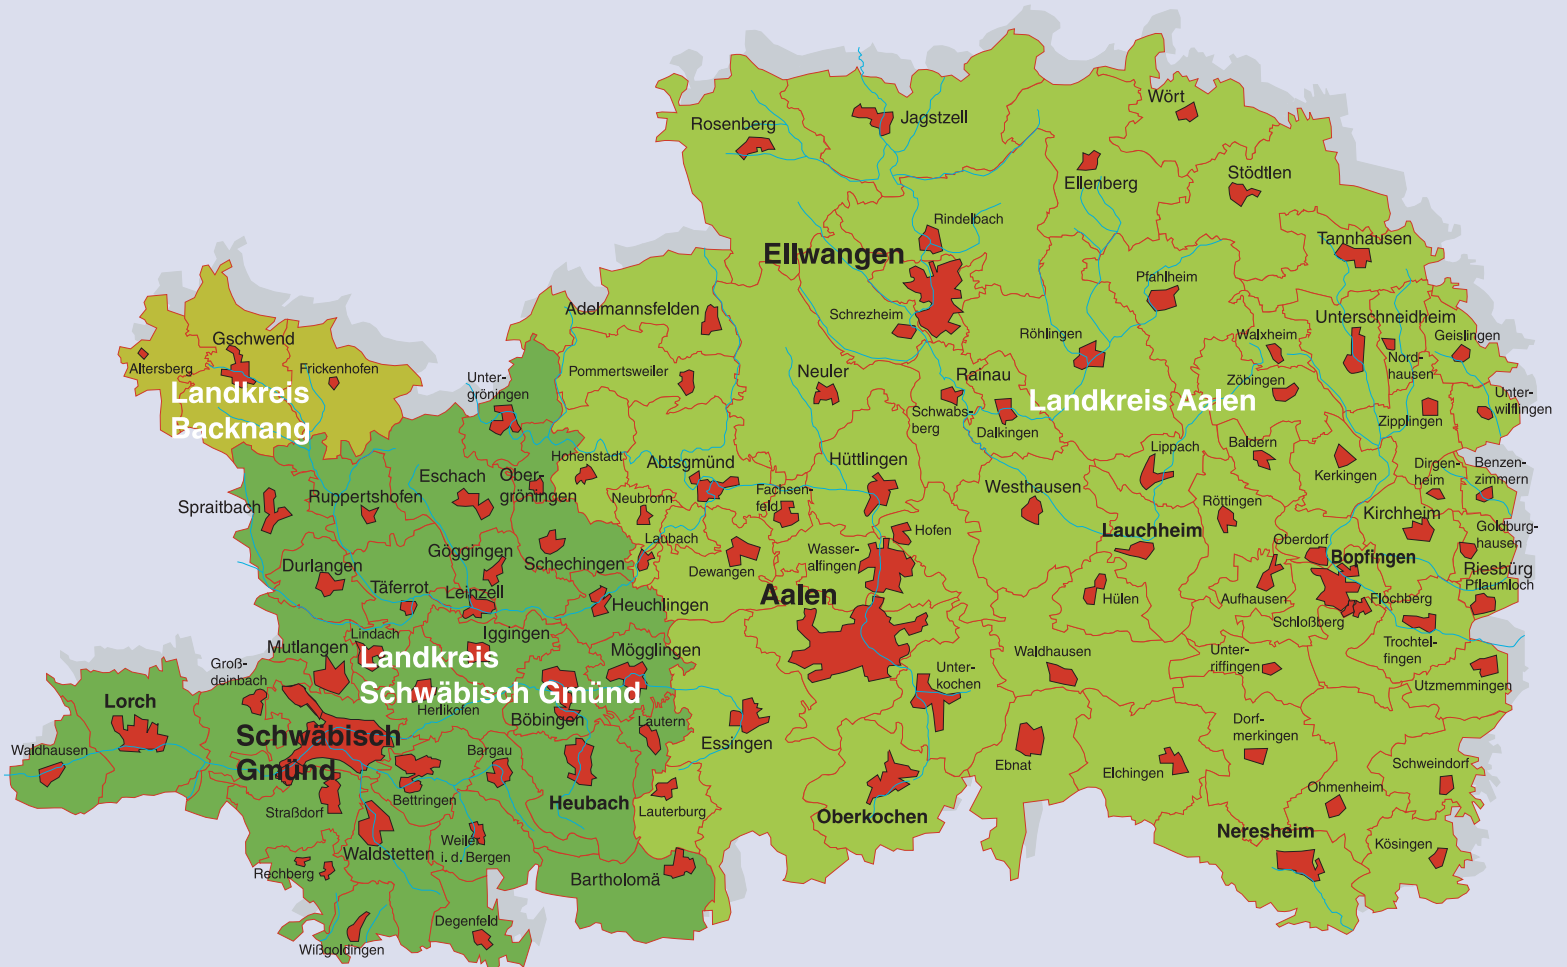 Wört
Rosenberg
Jagstzell
Ellenberg
Stödtlen
Rindelbach
Tannhausen
Ellwangen
Pfahlheim
Adelmannsfelden
Schrezheim
Röhlingen
Unterschneidheim
Walxheim
Geislingen
Gschwend
Altersberg
Frickenhofen
Nord-
hausen
Unter-
gröningen
Pommertsweiler
Neuler
Rainau
Zöbingen
Landkreis
Backnang
Landkreis Aalen
Unter-
wilflingen
Schwabs-
berg
Dalkingen
Zipplingen
Lippach
Baldern
Hohenstadt
Abtsgmünd
Hüttlingen
Kerkingen
Dirgen-
heim
Benzen-
zimmern
Eschach
Ober-
gröningen
Ruppertshofen
Spraitbach
Neubronn
Fachsen-
feld
Westhausen
Röttingen
Kirchheim
Hofen
Lauchheim
Goldburg-
hausen
Oberdorf
Bopfingen
Göggingen
Laubach
Wasser-
alfingen
Durlangen
Schechingen
Dewangen
Riesbürg
Pflaumloch
Täferrot
Leinzell
Aalen
Hülen
Aufhausen
Flochberg
Heuchlingen
Schloßberg
Lindach
Iggingen
Mutlangen
Mögglingen
Waldhausen
Unter-
riffingen
Trochtel-
fingen
Landkreis
Schwäbisch Gmünd
Groß-
deinbach
Unter-
kochen
Utzmemmingen
Lorch
Herlikofen
Böbingen
Lautern
Essingen
Dorf-
merkingen
Schwäbisch
Gmünd
Waldhausen
Bargau
Ebnat
Elchingen
Schweindorf
Bettringen
Heubach
Lauterburg
Oberkochen
Ohmenheim
Straßdorf
Neresheim
Waldstetten
Weiler
i. d. Bergen
Kösingen
Rechberg
Bartholomä
Degenfeld
Wißgoldingen